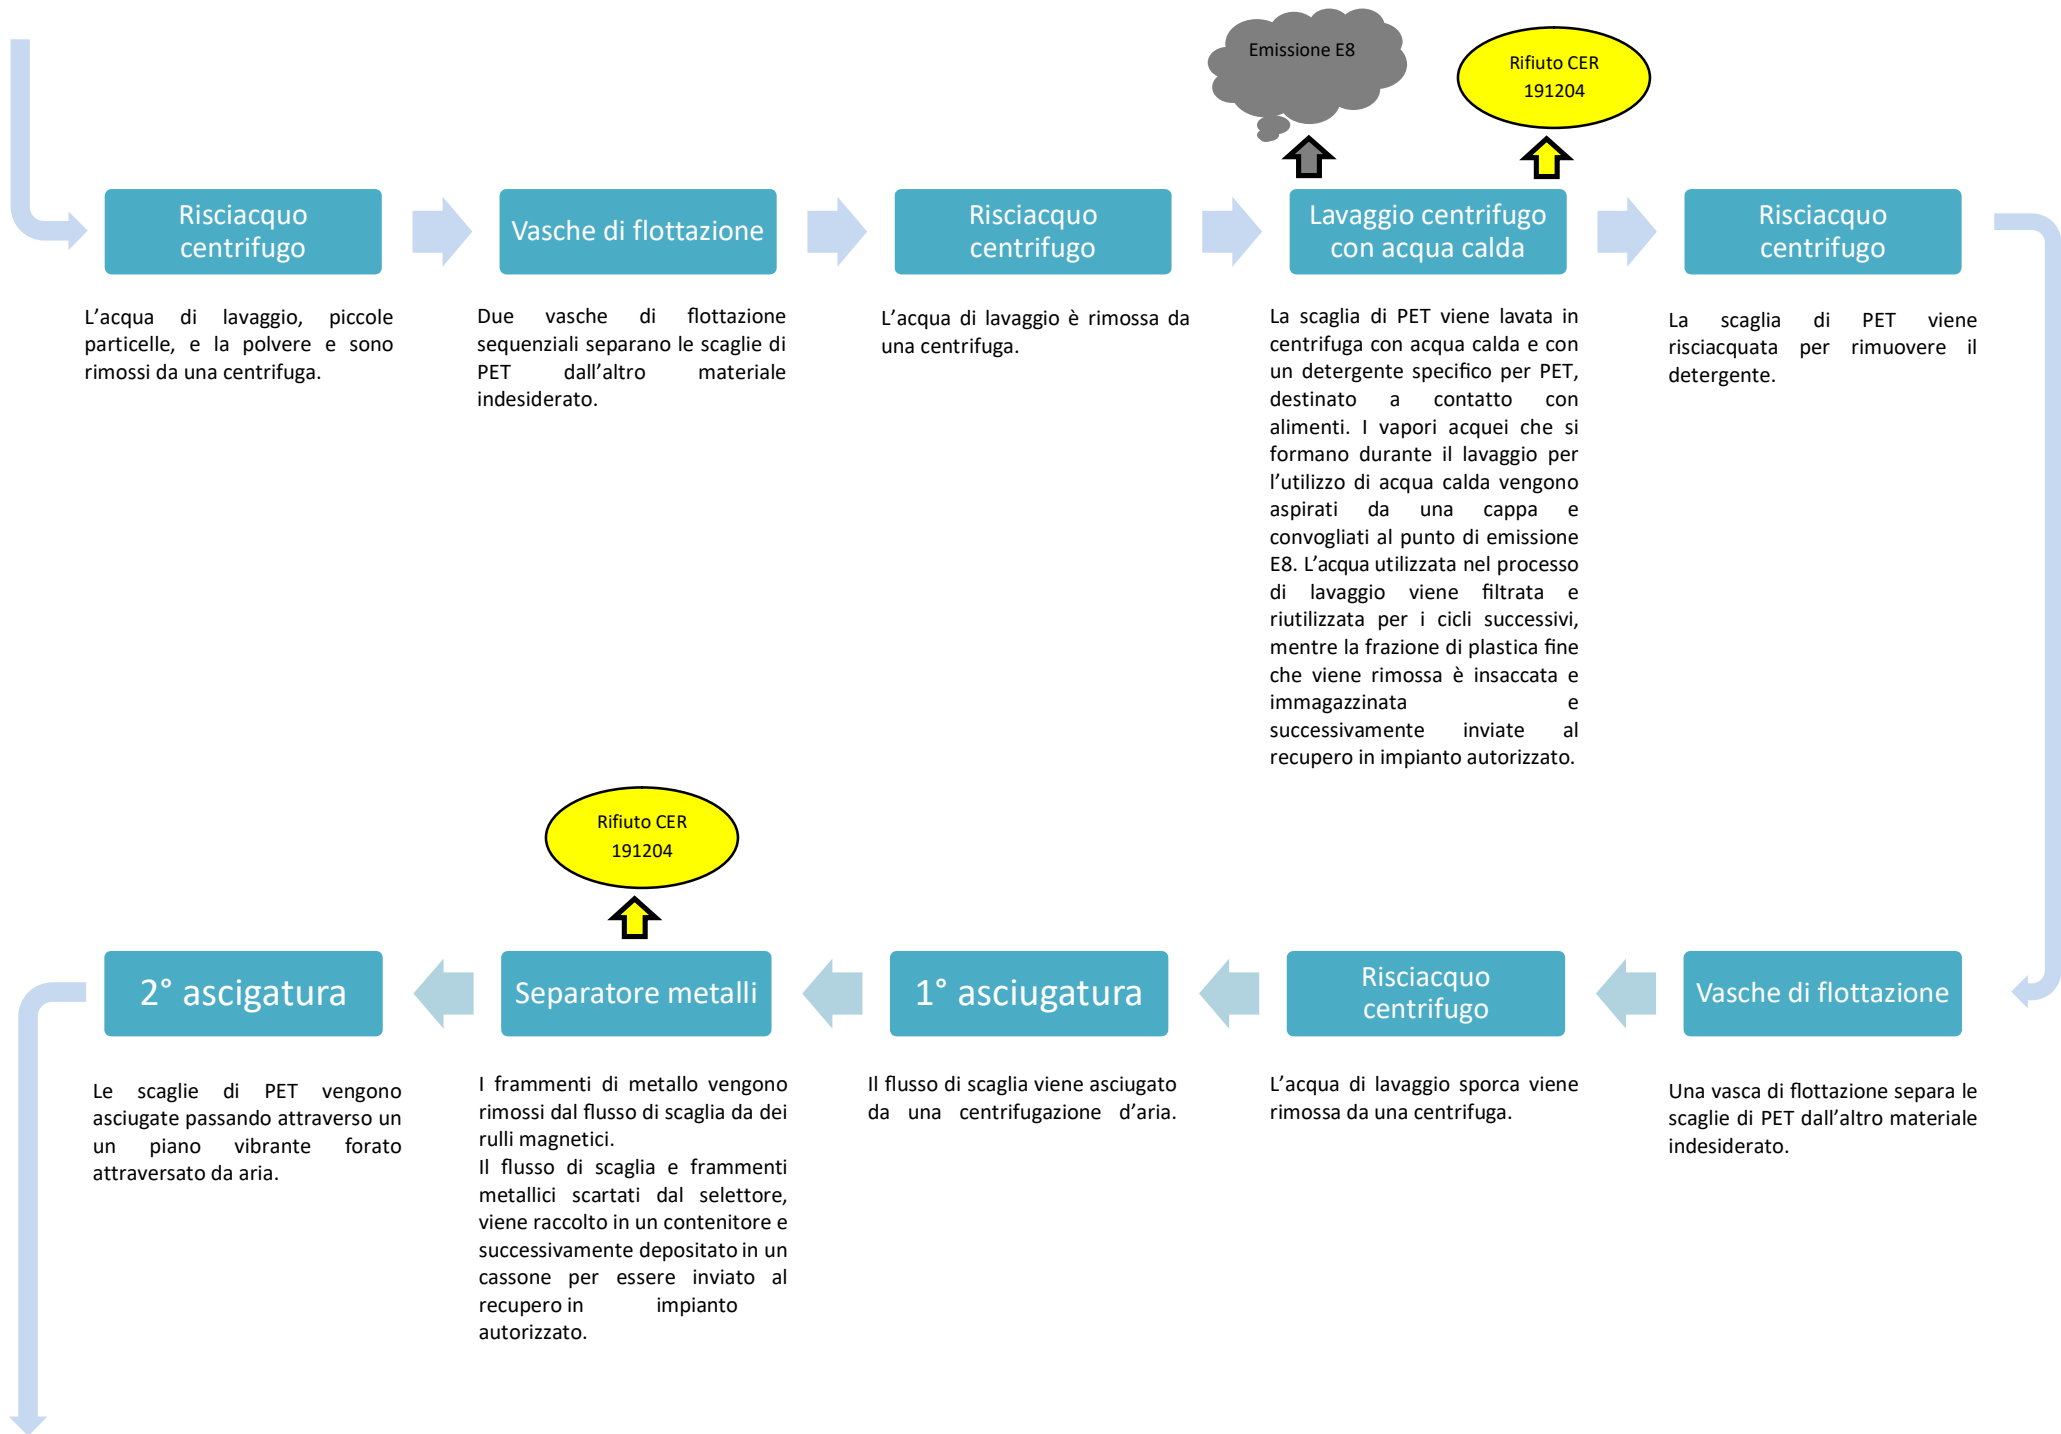 Emissione E8
Rifiuto CER
191204
Risciacquo
centrifugo
Vasche di flottazione
Risciacquo
centrifugo
Lavaggio centrifugo
con acqua calda
Risciacquo
centrifugo
L'acqua di lavaggio, piccole
particelle, e la polvere e sono
rimossi da una centrifuga.
Due vasche di flottazione
sequenziali separano le scaglie di
PET dall'altro materiale
indesiderato.
L'acqua di lavaggio è rimossa da
una centrifuga.
La scaglia di PET viene lavata in
centrifuga con acqua calda e con
un detergente specifico per PET,
destinato a contatto con
alimenti. I vapori acquei che si
formano durante il lavaggio per
l'utilizzo di acqua calda vengono
aspirati da una cappa e
convogliati al punto di emissione
E8. L'acqua utilizzata nel processo
di lavaggio viene filtrata e
riutilizzata per i cicli successivi,
mentre la frazione di plastica fine
che viene rimossa è insaccata e
immagazzinata e
successivamente inviate al
recupero in impianto autorizzato.
La scaglia di PET viene
risciacquata per rimuovere il
detergente.
Rifiuto CER
191204
2° ascigatura
Separatore metalli
1° asciugatura
Risciacquo
centrifugo
Vasche di flottazione
Le scaglie di PET vengono
asciugate passando attraverso un
un piano vibrante forato
attraversato da aria.
I frammenti di metallo vengono
rimossi dal flusso di scaglia da dei
rulli magnetici.
Il flusso di scaglia e frammenti
metallici scartati dal selettore,
viene raccolto in un contenitore e
successivamente depositato in un
cassone per essere inviato al
recupero in impianto
autorizzato.
Il flusso di scaglia viene asciugato
da una centrifugazione d'aria.
L'acqua di lavaggio sporca viene
rimossa da una centrifuga.
Una vasca di flottazione separa le
scaglie di PET dall'altro materiale
indesiderato.